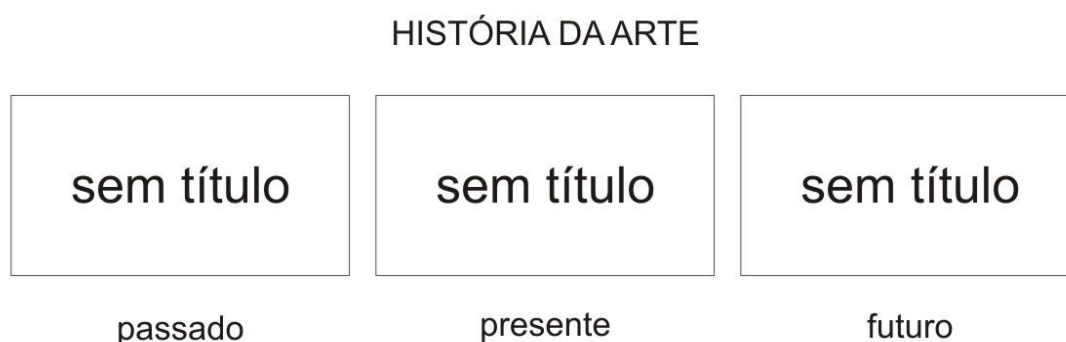 HISTÓRIA DA ARTE
sem título sem título sem título
passado presente futuro